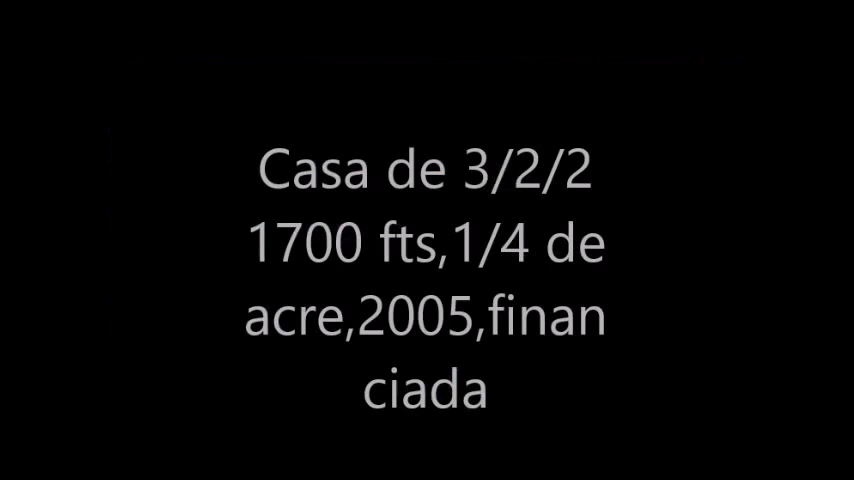 Casa de 3/2/2
1700 fts,1/4 de
acre,2005,finan
ciada